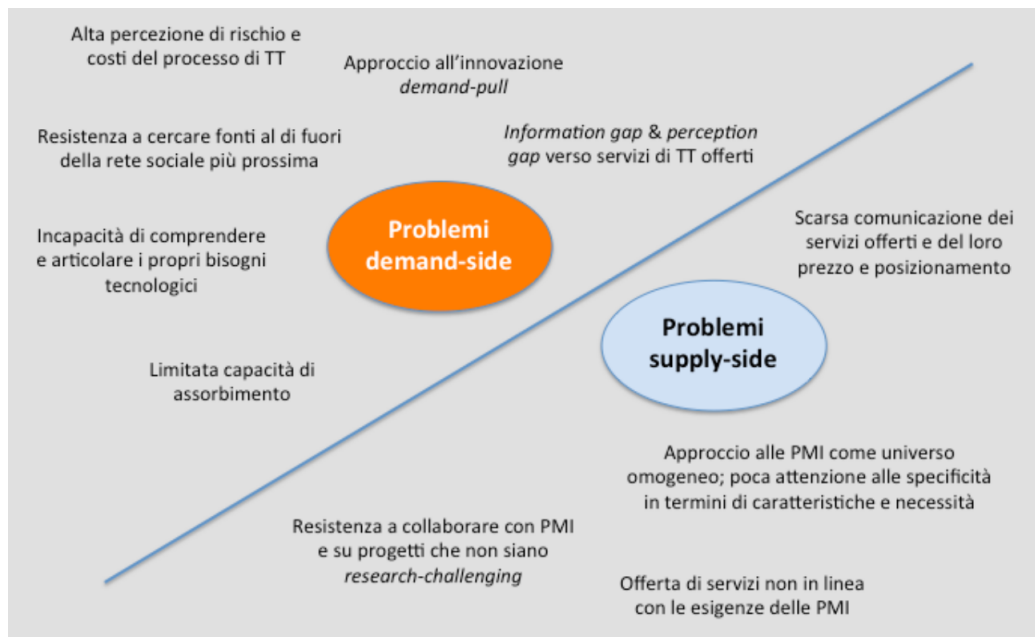 Alta percezione di rischio e
costi del processo di TT
Approccio all'innovazione
demand-pull
Resistenza a cercare fonti al di fuori
della rete sociale più prossima
Information gap & perception
gap verso servizi di TT offerti
Problemi
demand-side
Incapacità di comprendere
e articolare i propri bisogni
tecnologici
Scarsa comunicazione dei
servizi offerti e del loro
prezzo e posizionamento
Problemi
supply-side
Limitata capacità di
assorbimento
Approccio alle PMI come universo
omogeneo; poca attenzione alle specificità
in termini di caratteristiche e necessità
Resistenza a collaborare con PMI
e su progetti che non siano
research-challenging
Offerta di servizi non in linea
con le esigenze delle PMI